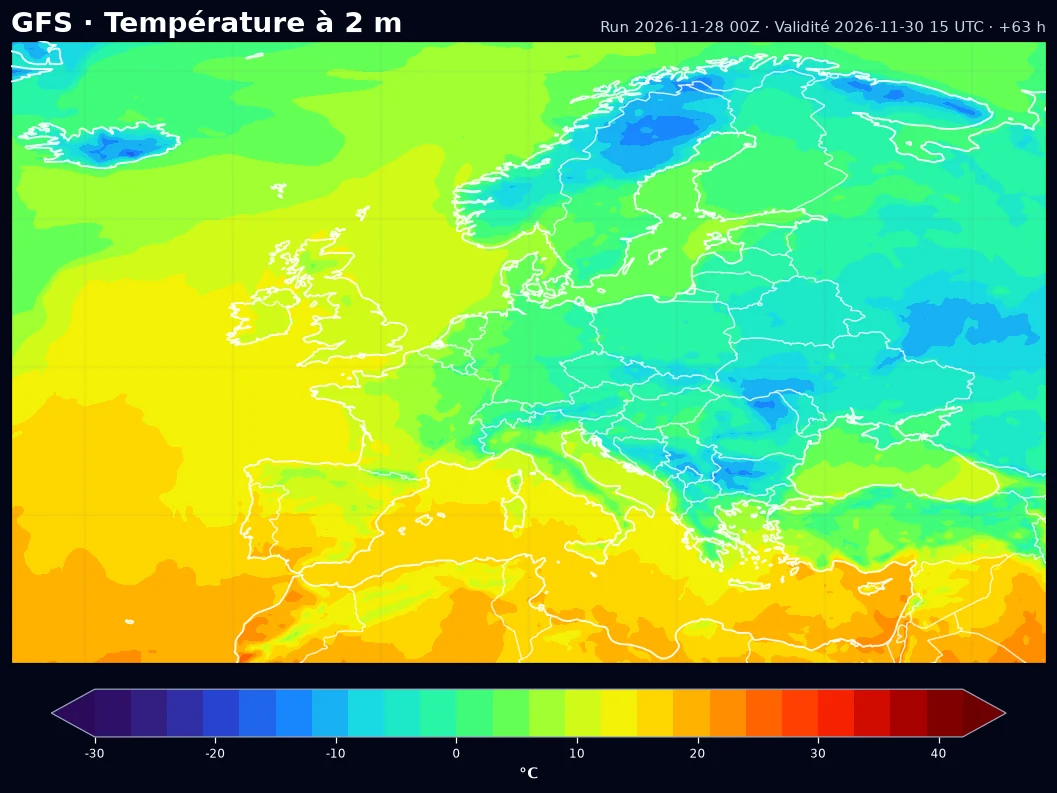 GFS · Température à 2 m
Run 2026-11-28 00Z · Validité 2026-11-30 15 UTC · +63 h
-30 -20 -10 0 10 20 30 40
°C